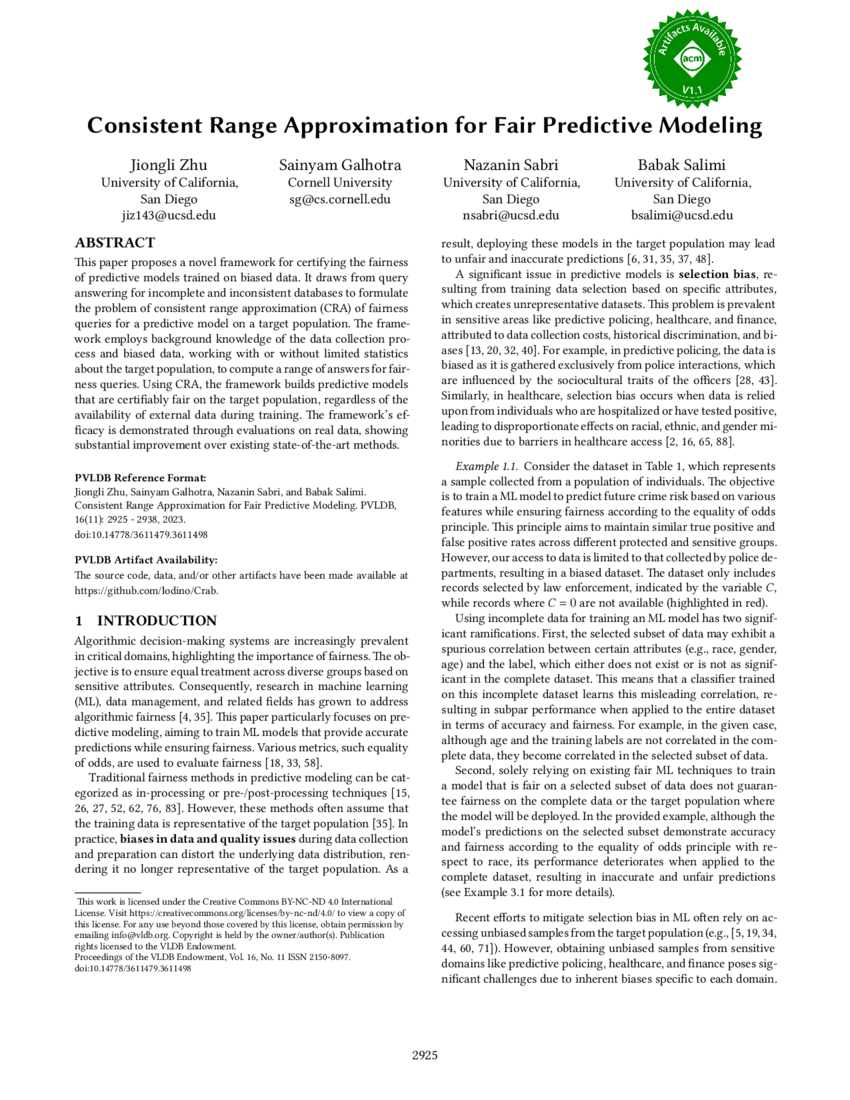 Artifacts Available
acm
V1.1
Consistent Range Approximation for Fair Predictive Modeling
Jiongli Zhu
University of California,
San Diego
jiz143@ucsd.edu
Sainyam Galhotra
Cornell University
sg@cs.cornell.edu
Nazanin Sabri
University of California,
San Diego
nsabri@ucsd.edu
Babak Salimi
University of California,
San Diego
bsalimi@ucsd.edu
ABSTRACT
This paper proposes a novel framework for certifying the fairness
of predictive models trained on biased data. It draws from query
answering for incomplete and inconsistent databases to formulate
the problem of consistent range approximation (CRA) of fairness
queries for a predictive model on a target population. The frame-
work employs background knowledge of the data collection pro-
cess and biased data, working with or without limited statistics
about the target population, to compute a range of answers for fair-
ness queries. Using CRA, the framework builds predictive models
that are certifiably fair on the target population, regardless of the
availability of external data during training. The framework's ef-
ficacy is demonstrated through evaluations on real data, showing
substantial improvement over existing state-of-the-art methods.
PVLDB Reference Format:
Jiongli Zhu, Sainyam Galhotra, Nazanin Sabri, and Babak Salimi.
Consistent Range Approximation for Fair Predictive Modeling. PVLDB,
16(11): 2925 - 2938, 2023.
doi:10.14778/3611479.3611498
PVLDB Artifact Availability:
The source code, data, and/or other artifacts have been made available at
https://github.com/lodino/Crab.
1 INTRODUCTION
Algorithmic decision-making systems are increasingly prevalent
in critical domains, highlighting the importance of fairness. The ob-
jective is to ensure equal treatment across diverse groups based on
sensitive attributes. Consequently, research in machine learning
(ML), data management, and related fields has grown to address
algorithmic fairness [4, 35]. This paper particularly focuses on pre-
dictive modeling, aiming to train ML models that provide accurate
predictions while ensuring fairness. Various metrics, such equality
of odds, are used to evaluate fairness [18, 33, 58].
Traditional fairness methods in predictive modeling can be cat-
egorized as in-processing or pre-/post-processing techniques [15,
26, 27, 52, 62, 76, 83]. However, these methods often assume that
the training data is representative of the target population [35]. In
practice, biases in data and quality issues during data collection
and preparation can distort the underlying data distribution, ren-
dering it no longer representative of the target population. As a
This work is licensed under the Creative Commons BY-NC-ND 4.0 International
License. Visit https://creativecommons.org/licenses/by-nc-nd/4.0/ to view a copy of
this license. For any use beyond those covered by this license, obtain permission by
emailing info@vldb.org. Copyright is held by the owner/author(s). Publication
rights licensed to the VLDB Endowment.
Proceedings of the VLDB Endowment, Vol. 16, No. 11 ISSN 2150-8097.
doi:10.14778/3611479.3611498
result, deploying these models in the target population may lead
to unfair and inaccurate predictions [6, 31, 35, 37, 48].
A significant issue in predictive models is selection bias, re-
sulting from training data selection based on specific attributes,
which creates unrepresentative datasets. This problem is prevalent
in sensitive areas like predictive policing, healthcare, and finance,
attributed to data collection costs, historical discrimination, and bi-
ases [13, 20, 32, 40]. For example, in predictive policing, the data is
biased as it is gathered exclusively from police interactions, which
are influenced by the sociocultural traits of the officers [28, 43].
Similarly, in healthcare, selection bias occurs when data is relied
upon from individuals who are hospitalized or have tested positive,
leading to disproportionate effects on racial, ethnic, and gender mi-
norities due to barriers in healthcare access [2, 16, 65, 88].
Example 1.1. Consider the dataset in Table 1, which represents
a sample collected from a population of individuals. The objective
is to train a ML model to predict future crime risk based on various
features while ensuring fairness according to the equality of odds
principle. This principle aims to maintain similar true positive and
false positive rates across different protected and sensitive groups.
However, our access to data is limited to that collected by police de-
partments, resulting in a biased dataset. The dataset only includes
records selected by law enforcement, indicated by the variable C,
while records where C = 0 are not available (highlighted in red).
Using incomplete data for training an ML model has two signif-
icant ramifications. First, the selected subset of data may exhibit a
spurious correlation between certain attributes (e.g., race, gender,
age) and the label, which either does not exist or is not as signif-
icant in the complete dataset. This means that a classifier trained
on this incomplete dataset learns this misleading correlation, re-
sulting in subpar performance when applied to the entire dataset
in terms of accuracy and fairness. For example, in the given case,
although age and the training labels are not correlated in the com-
plete data, they become correlated in the selected subset of data.
Second, solely relying on existing fair ML techniques to train
a model that is fair on a selected subset of data does not guaran-
tee fairness on the complete data or the target population where
the model will be deployed. In the provided example, although the
model's predictions on the selected subset demonstrate accuracy
and fairness according to the equality of odds principle with re-
spect to race, its performance deteriorates when applied to the
complete dataset, resulting in inaccurate and unfair predictions
(see Example 3.1 for more details).
Recent efforts to mitigate selection bias in ML often rely on ac-
cessing unbiased samples from the target population (e.g., [5, 19, 34,
44, 60, 71]). However, obtaining unbiased samples from sensitive
domains like predictive policing, healthcare, and finance poses sig-
nificant challenges due to inherent biases specific to each domain.
2925